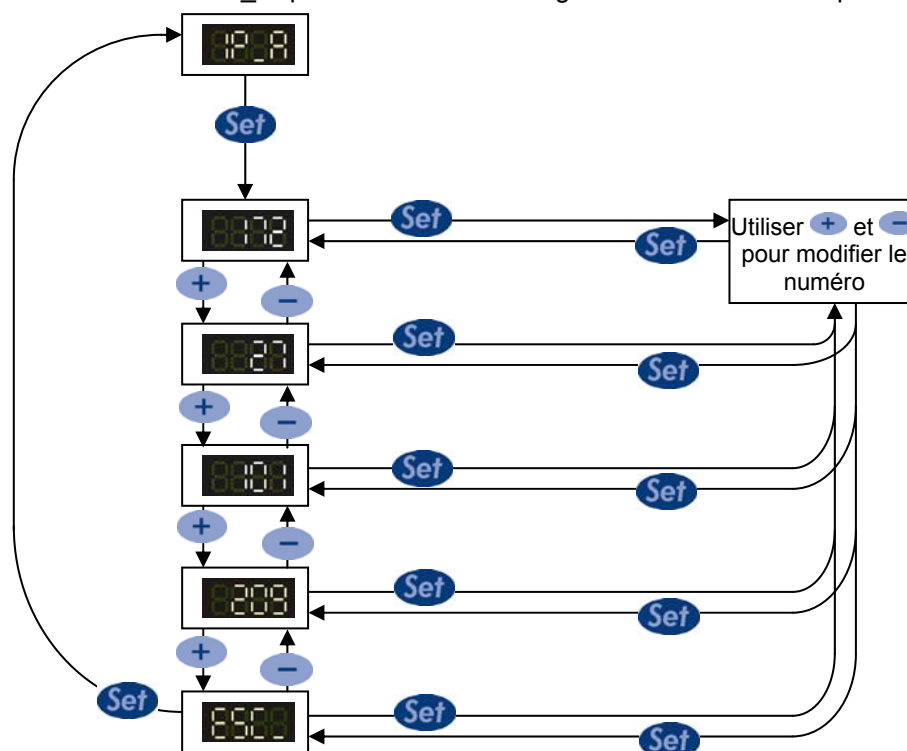 IP_A
Set
172
Set
Set
Utiliser + et -
pour modifier le
numéro
+
-
27
Set
Set
+
-
101
Set
Set
+
-
209
Set
Set
+
-
Set
ESC_
Set
Set